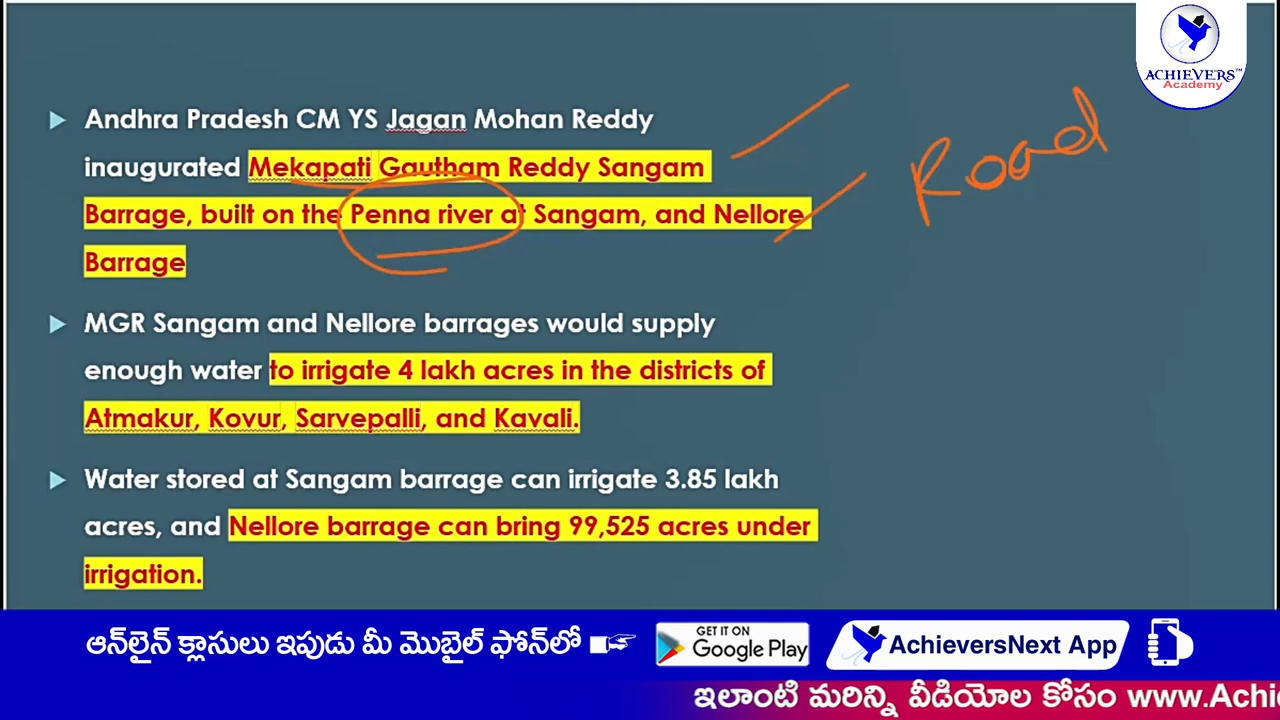 ACHIEVERS™
Academy
Andhra Pradesh CM YS Jagan Mohan Reddy
inaugurated Mekapati Gautham Reddy Sangam
Barrage, built on the Penna river at Sangam, and Nellore
Barrage
Road
MGR Sangam and Nellore barrages would supply
enough water to irrigate 4 lakh acres in the districts of
Atmakur, Kovur, Sarvepalli, and Kavali.
Water stored at Sangam barrage can irrigate 3.85 lakh
acres, and Nellore barrage can bring 99,525 acres under
irrigation.
ఆన్‌లైన్ క్లాసులు ఇపుడు మీ మొబైల్ ఫోన్‌లో
GET IT ON
Google Play
AchieversNext App
ఇలాంటి మరిన్ని వీడియోల కోసం www.Achie